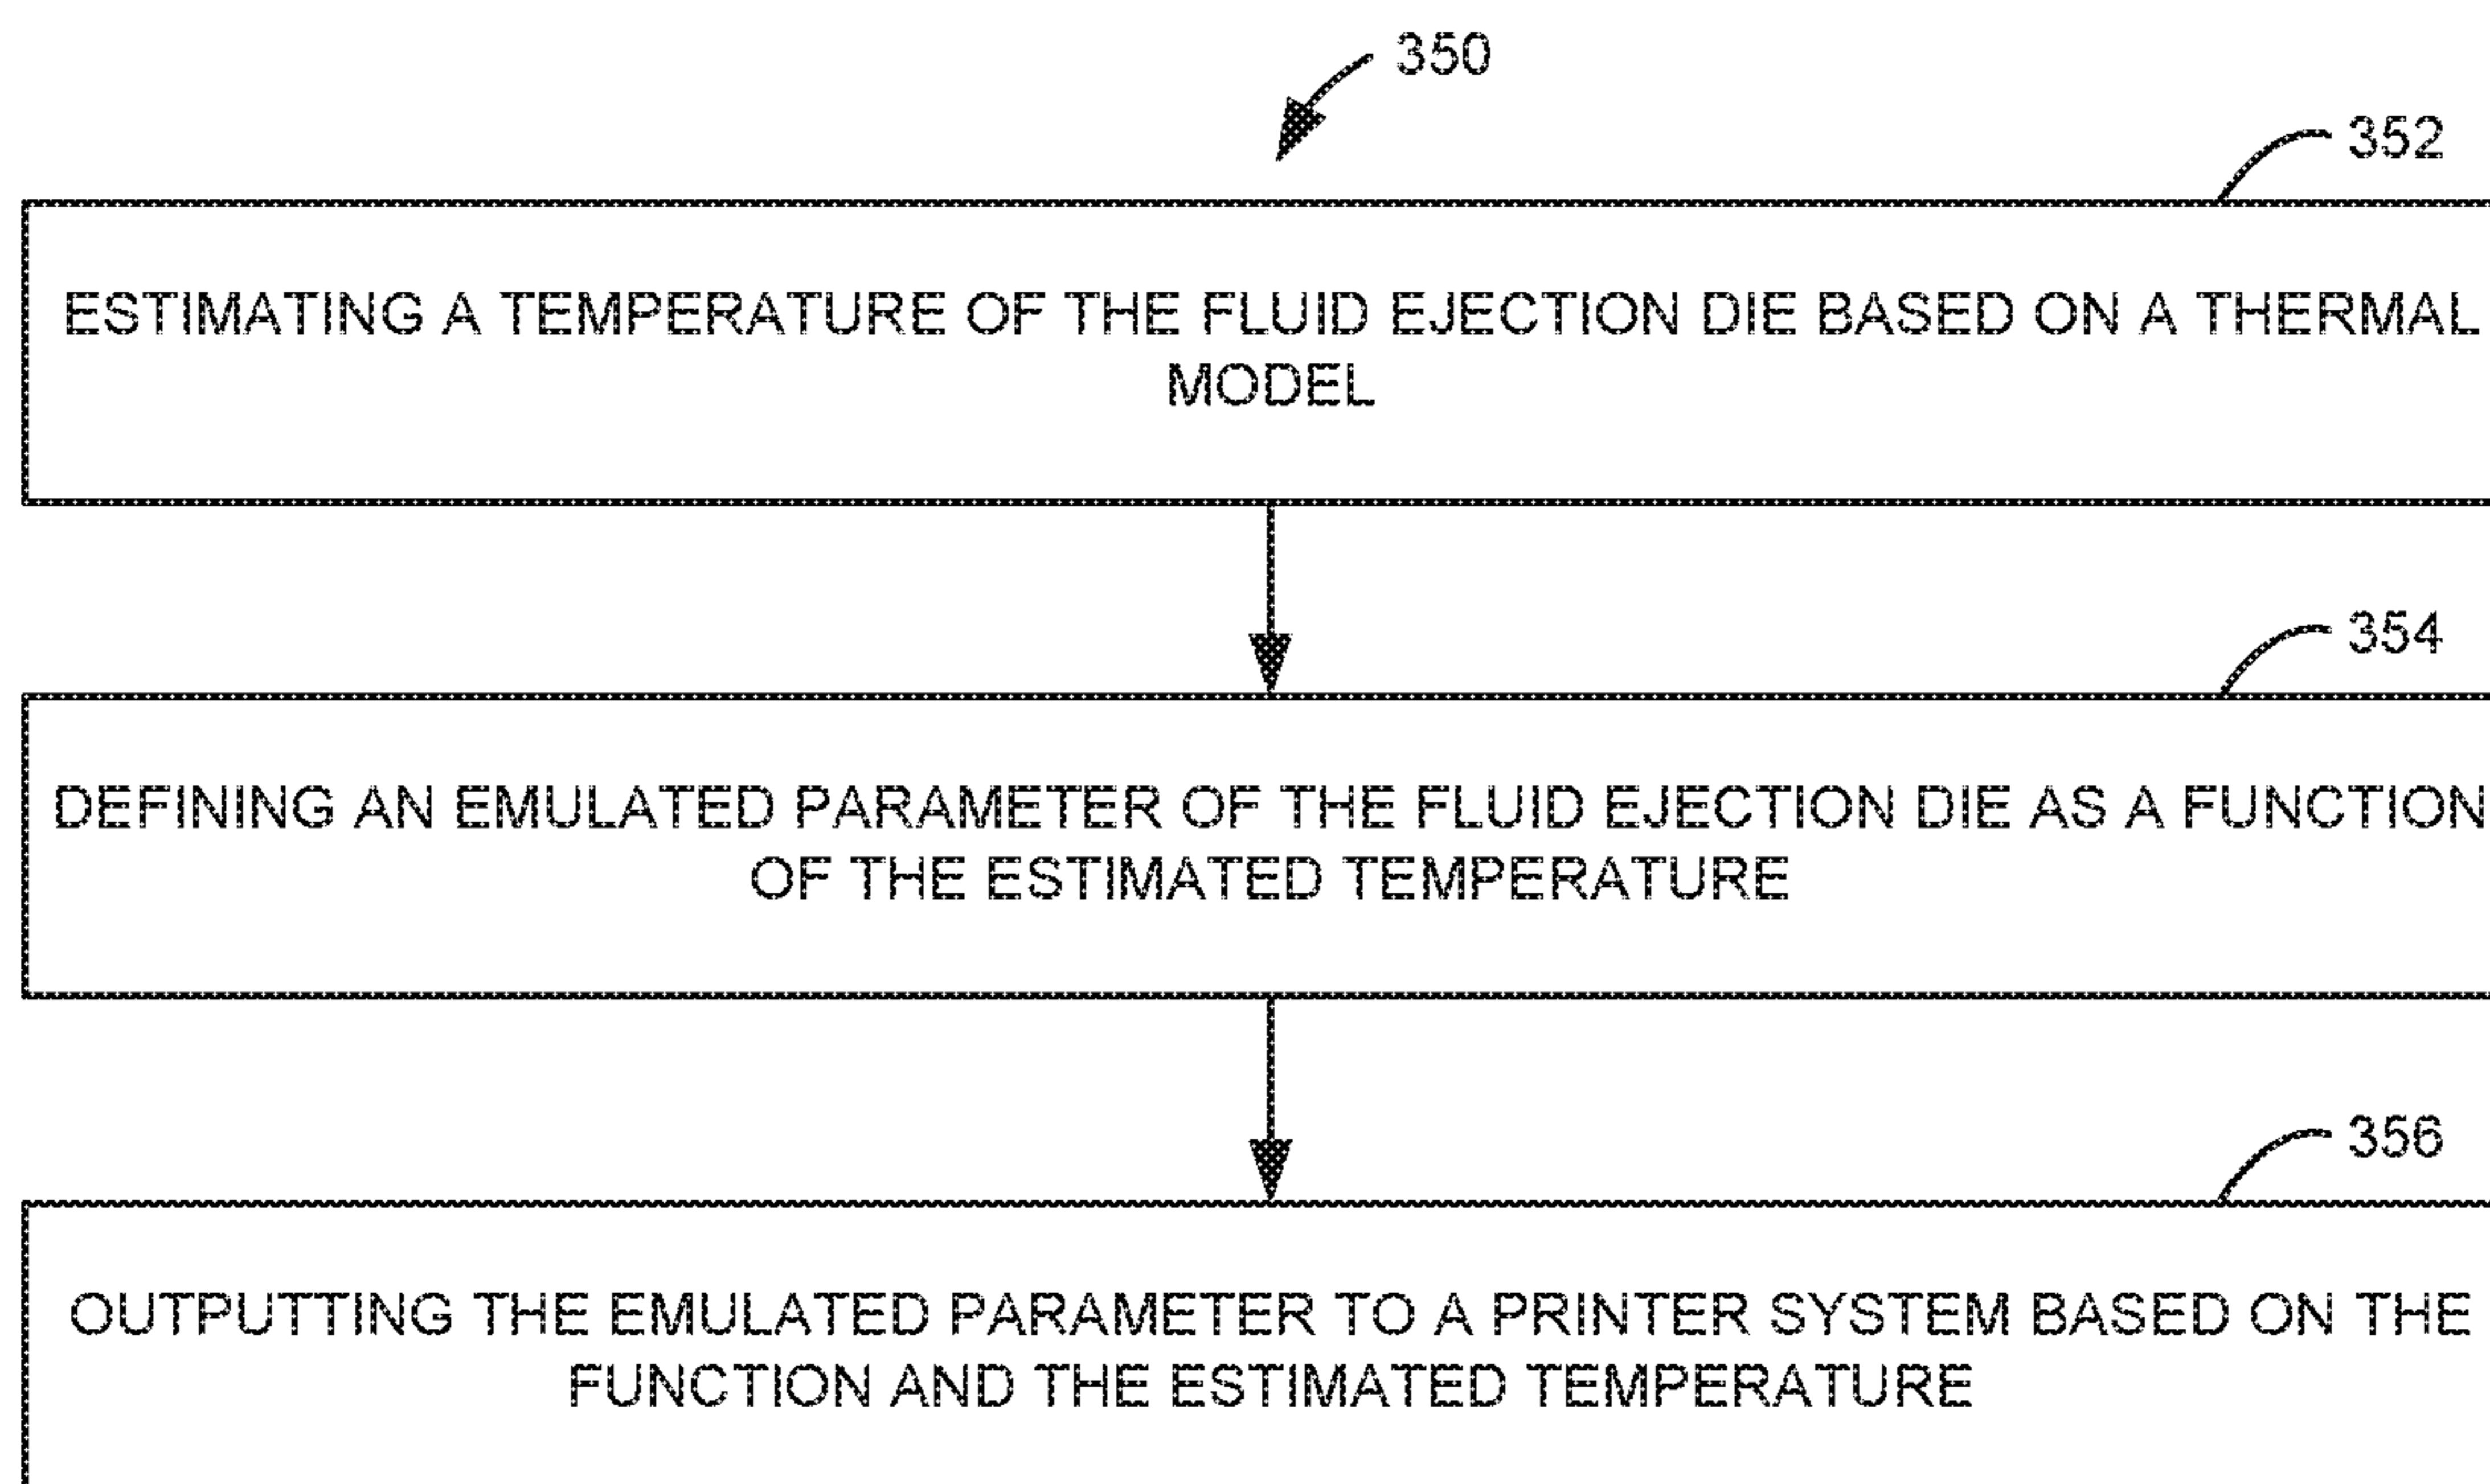 350
352
ESTIMATING A TEMPERATURE OF THE FLUID EJECTION DIE BASED ON A THERMAL
MODEL
354
DEFINING AN EMULATED PARAMETER OF THE FLUID EJECTION DIE AS A FUNCTION
OF THE ESTIMATED TEMPERATURE
356
OUTPUTTING THE EMULATED PARAMETER TO A PRINTER SYSTEM BASED ON THE
FUNCTION AND THE ESTIMATED TEMPERATURE